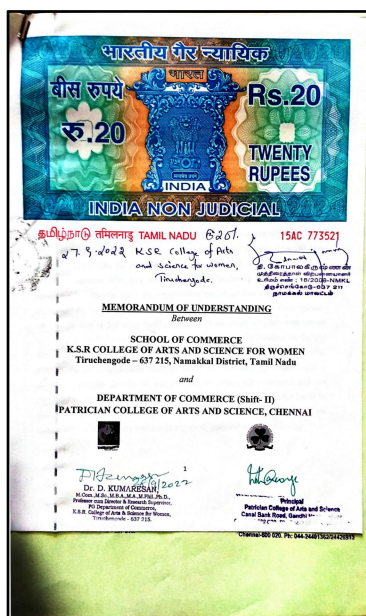 भारतीय गैर न्यायिक
भारत
बीस रुपये
Rs.20
रु.20
TWENTY
RUPEES
INDIA
INDIA NON JUDICIAL
தமிழ்நாடு तमिलनाडु TAMIL NADU 6201. 15AC 773521
27.9.2022 K.S.R College of Arts
and science for women,
Tiruchengode.
மாவட்டம்
MEMORANDUM OF UNDERSTANDING
Between
SCHOOL OF COMMERCE
K.S.R COLLEGE OF ARTS AND SCIENCE FOR WOMEN
Tiruchengode – 637 215, Namakkal District, Tamil Nadu
and
DEPARTMENT OF COMMERCE (Shift- II)
PATRICIAN COLLEGE OF ARTS AND SCIENCE, CHENNAI
1
Dr. D. KUMARESAN,
M.Com.,M.Sc.,M.B.A.,M.A.,M.Phil.,Ph.D.,
Professor cum Director & Research Supervisor,
PG Department of Commerce,
K.S.R. College of Arts & Science for Women,
Tiruchengode - 637 215.
Principal
Patrician College of Arts and Science
Canal Bank Road, Gandhi
Chennai-600 020. Ph: 044-24401362/24426913